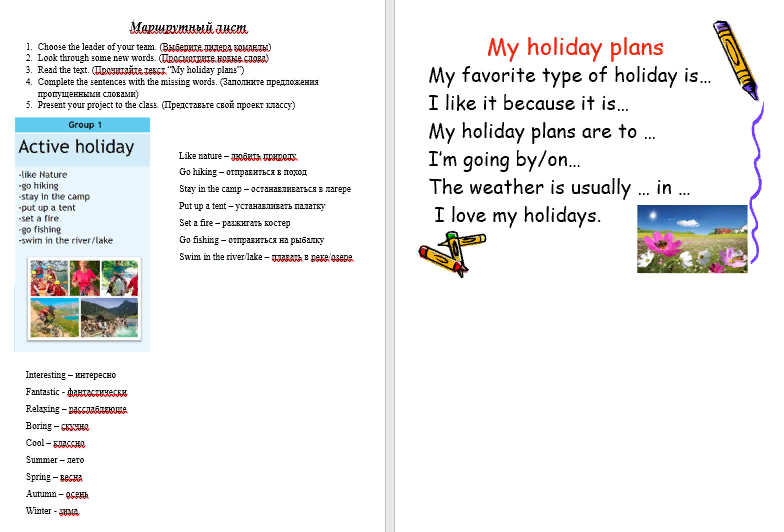 Маршрутный лист
1. Choose the leader of your team. (Выберите лидера команды)
2. Look through some new words. (Просмотрите новые слова)
3. Read the text. (Прочитайте текст "My holiday plans")
4. Complete the sentences with the missing words. (Заполните предложения
пропущенными словами)
5. Present your project to the class. (Представьте свой проект классу)
Group 1
Active holiday
-like Nature
-go hiking
-stay in the camp
-put up a tent
-set a fire
-go fishing
-swim in the river/lake
Like nature – любить природу
Go hiking – отправиться в поход
Stay in the camp – останавливаться в лагере
Put up a tent – устанавливать палатку
Set a fire – разжигать костер
Go fishing – отправиться на рыбалку
Swim in the river/lake – плавать в реке/озере
Interesting – интересно
Fantastic - фантастически
Relaxing – расслабляюще
Boring – скучно
Cool – классно
Summer – лето
Spring – весна
Autumn – осень
Winter - зима
My holiday plans
My favorite type of holiday is…
I like it because it is…
My holiday plans are to …
I’m going by/on…
The weather is usually … in …
I love my holidays.